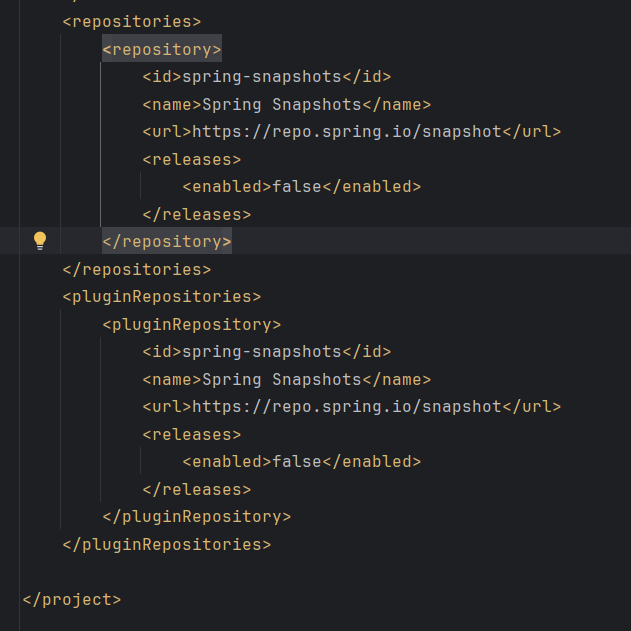 <repositories>
<repository>
<id>spring-snapshots</id>
<name>Spring Snapshots</name>
<url>https://repo.spring.io/snapshot</url>
<releases>
<enabled>false</enabled>
</releases>
</repository>
</repositories>
<pluginRepositories>
<pluginRepository>
<id>spring-snapshots</id>
<name>Spring Snapshots</name>
<url>https://repo.spring.io/snapshot</url>
<releases>
<enabled>false</enabled>
</releases>
</pluginRepository>
</pluginRepositories>
</project>